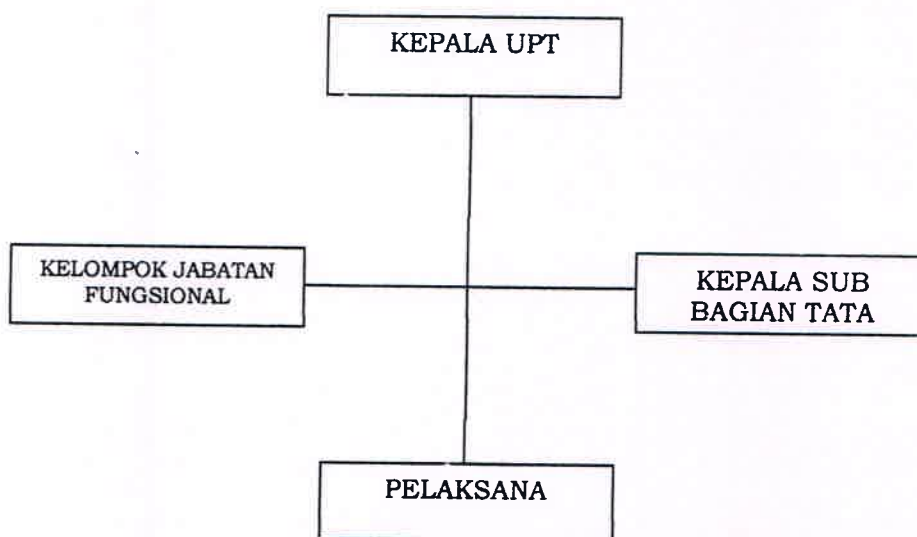 KEPALA UPT
KELOMPOK JABATAN
FUNGSIONAL
KEPALA SUB
BAGIAN TATA
PELAKSANA